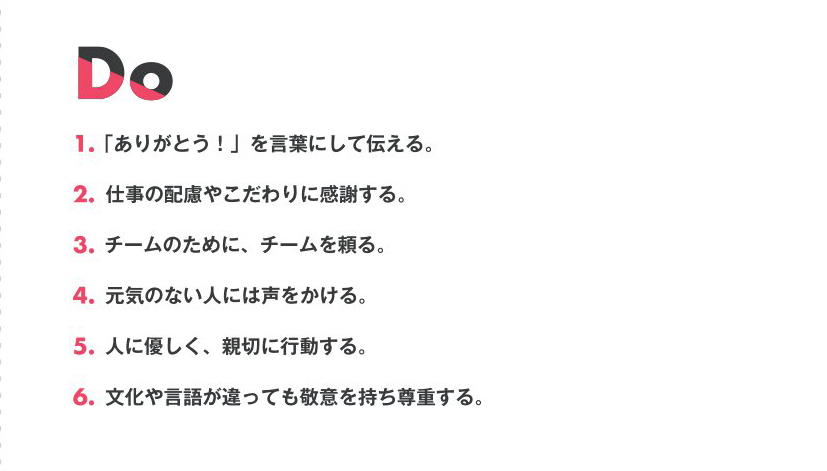 Do
1.「ありがとう！」を言葉にして伝える。
2. 仕事の配慮やこだわりに感謝する。
3. チームのために、チームを頼る。
4. 元気のない人には声をかける。
5. 人に優しく、親切に行動する。
6. 文化や言語が違っても敬意を持ち尊重する。